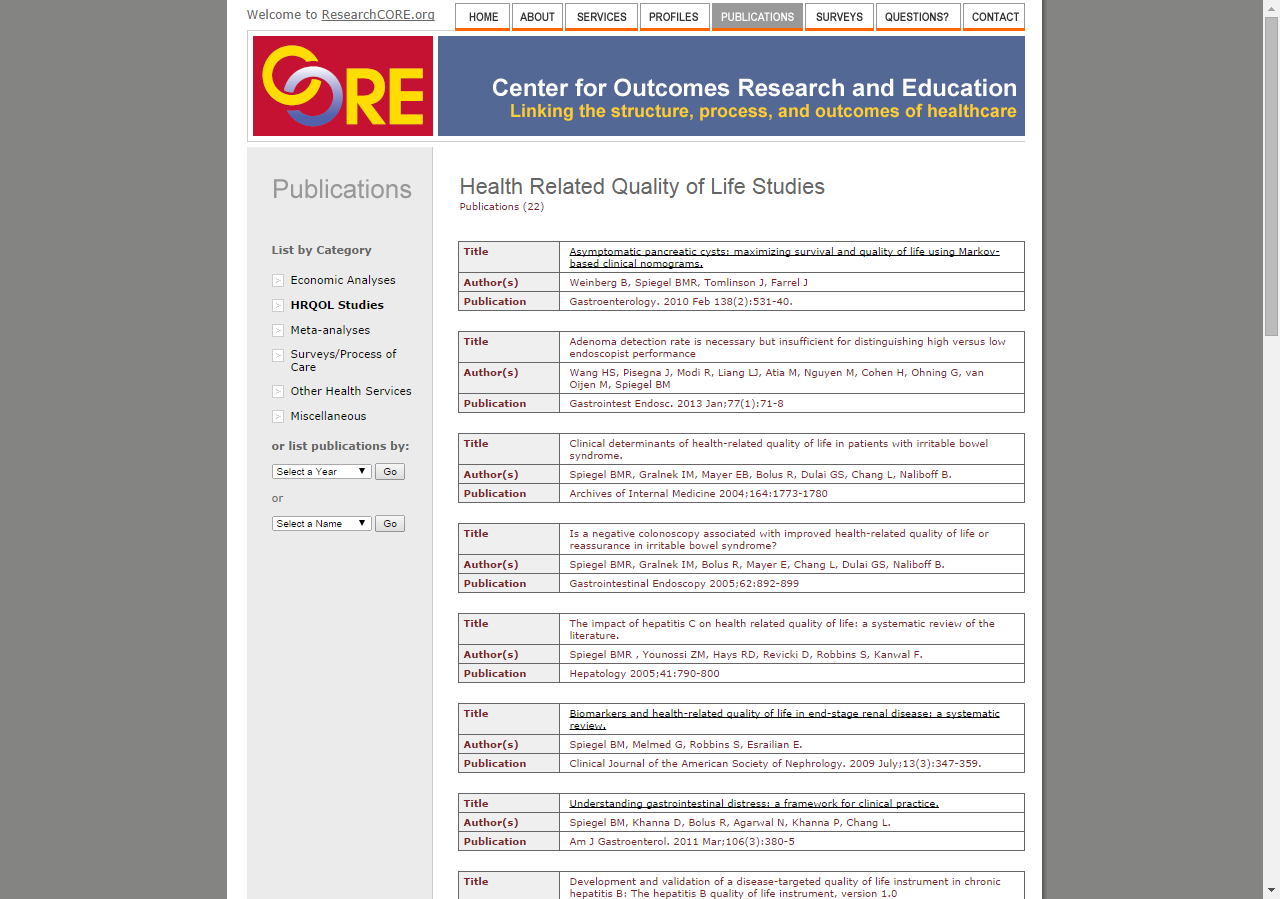 Welcome to ResearchCORE.org
HOME ABOUT SERVICES PROFILES PUBLICATIONS SURVEYS QUESTIONS? CONTACT
CORE
Center for Outcomes Research and Education
Linking the structure, process, and outcomes of healthcare
Publications
List by Category
Economic Analyses
HRQOL Studies
Meta-analyses
Surveys/Process of
Care
Other Health Services
Miscellaneous
or list publications by:
Select a Year Go
or
Select a Name Go
Health Related Quality of Life Studies
Publications (22)
Title Asymptomatic pancreatic cysts: maximizing survival and quality of life using Markov-
based clinical nomograms.
Author(s) Weinberg B, Spiegel BMR, Tomlinson J, Farrel J
Publication Gastroenterology. 2010 Feb 138(2):531-40.
Title Adenoma detection rate is necessary but insufficient for distinguishing high versus low
endoscopist performance
Author(s) Wang HS, Pisegna J, Modi R, Liang LJ, Atia M, Nguyen M, Cohen H, Ohning G, van
Oijen M, Spiegel BM
Publication Gastrointest Endosc. 2013 Jan;77(1):71-8
Title Clinical determinants of health-related quality of life in patients with irritable bowel
syndrome.
Author(s) Spiegel BMR, Gralnek IM, Mayer EB, Bolus R, Dulai GS, Chang L, Naliboff B.
Publication Archives of Internal Medicine 2004;164:1773-1780
Title Is a negative colonoscopy associated with improved health-related quality of life or
reassurance in irritable bowel syndrome?
Author(s) Spiegel BMR, Gralnek IM, Bolus R, Mayer E, Chang L, Dulai GS, Naliboff B.
Publication Gastrointestinal Endoscopy 2005;62:892-899
Title The impact of hepatitis C on health related quality of life: a systematic review of the
literature.
Author(s) Spiegel BMR , Younossi ZM, Hays RD, Revicki D, Robbins S, Kanwal F.
Publication Hepatology 2005;41:790-800
Title Biomarkers and health-related quality of life in end-stage renal disease: a systematic
review.
Author(s) Spiegel BM, Melmed G, Robbins S, Esrailian E.
Publication Clinical Journal of the American Society of Nephrology. 2009 July;13(3):347-359.
Title Understanding gastrointestinal distress: a framework for clinical practice.
Author(s) Spiegel BM, Khanna D, Bolus R, Agarwal N, Khanna P, Chang L.
Publication Am J Gastroenterol. 2011 Mar;106(3):380-5
Title Development and validation of a disease-targeted quality of life instrument in chronic
hepatitis B: The hepatitis B quality of life instrument, version 1.0